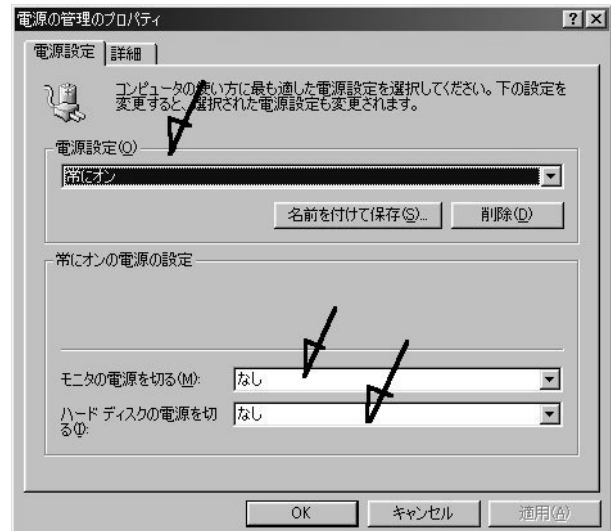 電源の管理のプロパティ
電源設定
詳細
コンピュータの使い方に最も適した電源設定を選択してください。下の設定を
変更すると、選択された電源設定も変更されます。
電源設定(O)
常にオン
名前を付けて保存(S)...
削除(D)
常にオンの電源の設定
モニタの電源を切る(M):
なし
ハード ディスクの電源を切
る(I):
なし
OK
キャンセル
適用(A)